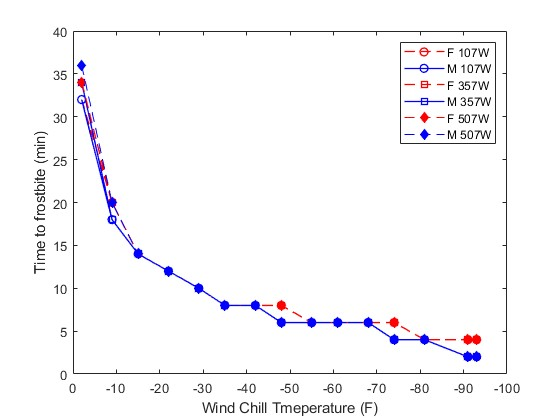 40
35
30
25
20
15
10
5
0
Time to frostbite (min)
F 107W
M 107W
F 357W
M 357W
F 507W
M 507W
0 -10 -20 -30 -40 -50 -60 -70 -80 -90 -100
Wind Chill Tmeperature (F)